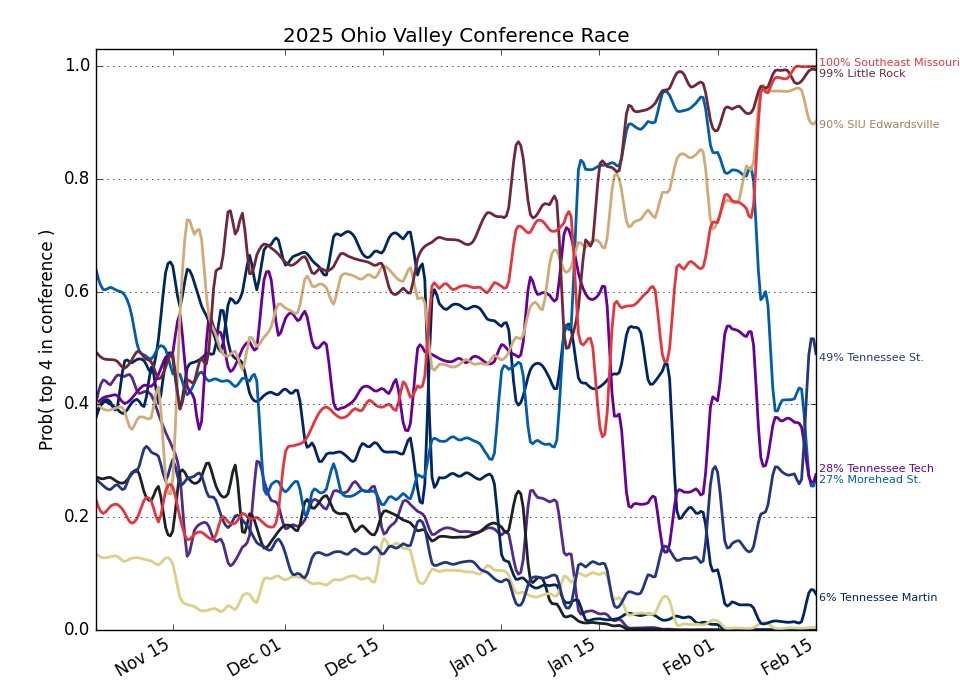 2025 Ohio Valley Conference Race
Prob( top 4 in conference )
1.0
0.8
0.6
0.4
0.2
0.0
Nov 15
Dec 01
Dec 15
Jan 01
Jan 15
Feb 01
Feb 15
100% Southeast Missouri
99% Little Rock
90% SIU Edwardsville
49% Tennessee St.
28% Tennessee Tech
27% Morehead St.
6% Tennessee Martin